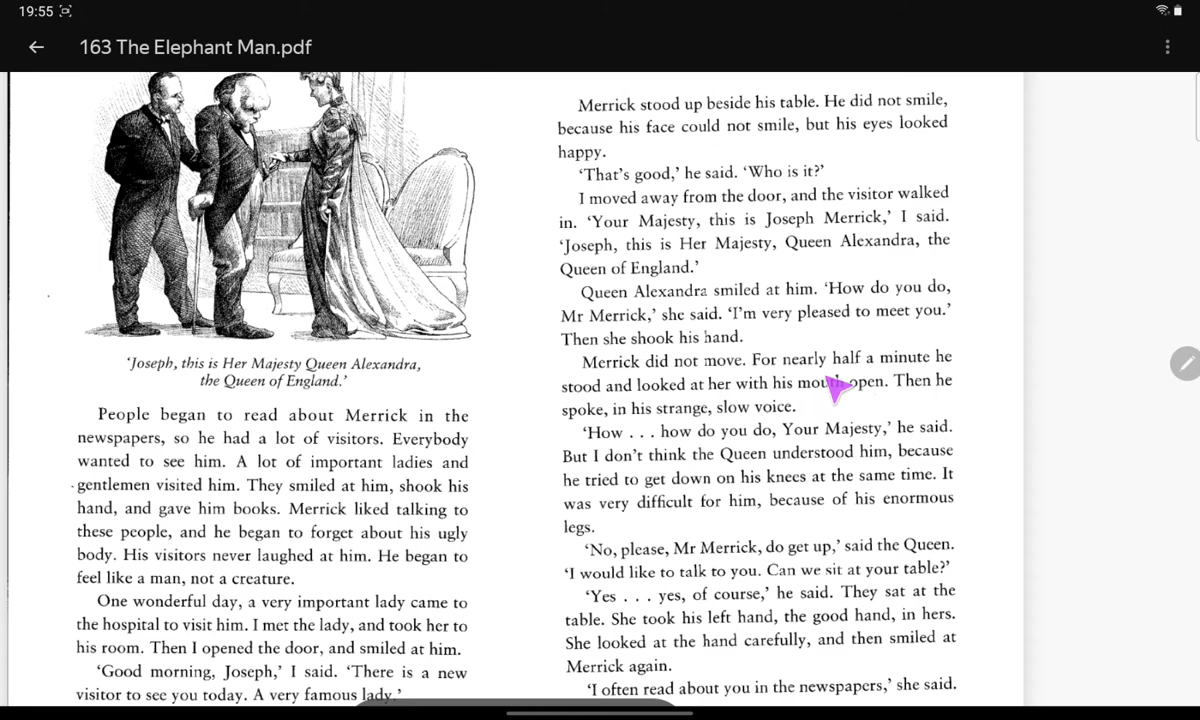 19:55
163 The Elephant Man.pdf
‘Joseph, this is Her Majesty Queen Alexandra,
the Queen of England.’
People began to read about Merrick in the
newspapers, so he had a lot of visitors. Everybody
wanted to see him. A lot of important ladies and
gentlemen visited him. They smiled at him, shook his
hand, and gave him books. Merrick liked talking to
these people, and he began to forget about his ugly
body. His visitors never laughed at him. He began to
feel like a man, not a creature.
One wonderful day, a very important lady came to
the hospital to visit him. I met the lady, and took her to
his room. Then I opened the door, and smiled at him.
‘Good morning, Joseph,’ I said. ‘There is a new
visitor to see you today. A very famous lady.’
Merrick stood up beside his table. He did not smile,
because his face could not smile, but his eyes looked
happy.
‘That’s good,’ he said. ‘Who is it?’
I moved away from the door, and the visitor walked
in. ‘Your Majesty, this is Joseph Merrick,’ I said.
‘Joseph, this is Her Majesty, Queen Alexandra, the
Queen of England.’
Queen Alexandra smiled at him. ‘How do you do,
Mr Merrick,’ she said. ‘I’m very pleased to meet you.’
Then she shook his hand.
Merrick did not move. For nearly half a minute he
stood and looked at her with his mouth open. Then he
spoke, in his strange, slow voice.
‘How . . . how do you do, Your Majesty,’ he said.
But I don’t think the Queen understood him, because
he tried to get down on his knees at the same time. It
was very difficult for him, because of his enormous
legs.
‘No, please, Mr Merrick, do get up,’ said the Queen.
‘I would like to talk to you. Can we sit at your table?’
‘Yes . . . yes, of course,’ he said. They sat at the
table. She took his left hand, the good hand, in hers.
She looked at the hand carefully, and then smiled at
Merrick again.
‘I often read about you in the newspapers,’ she said.